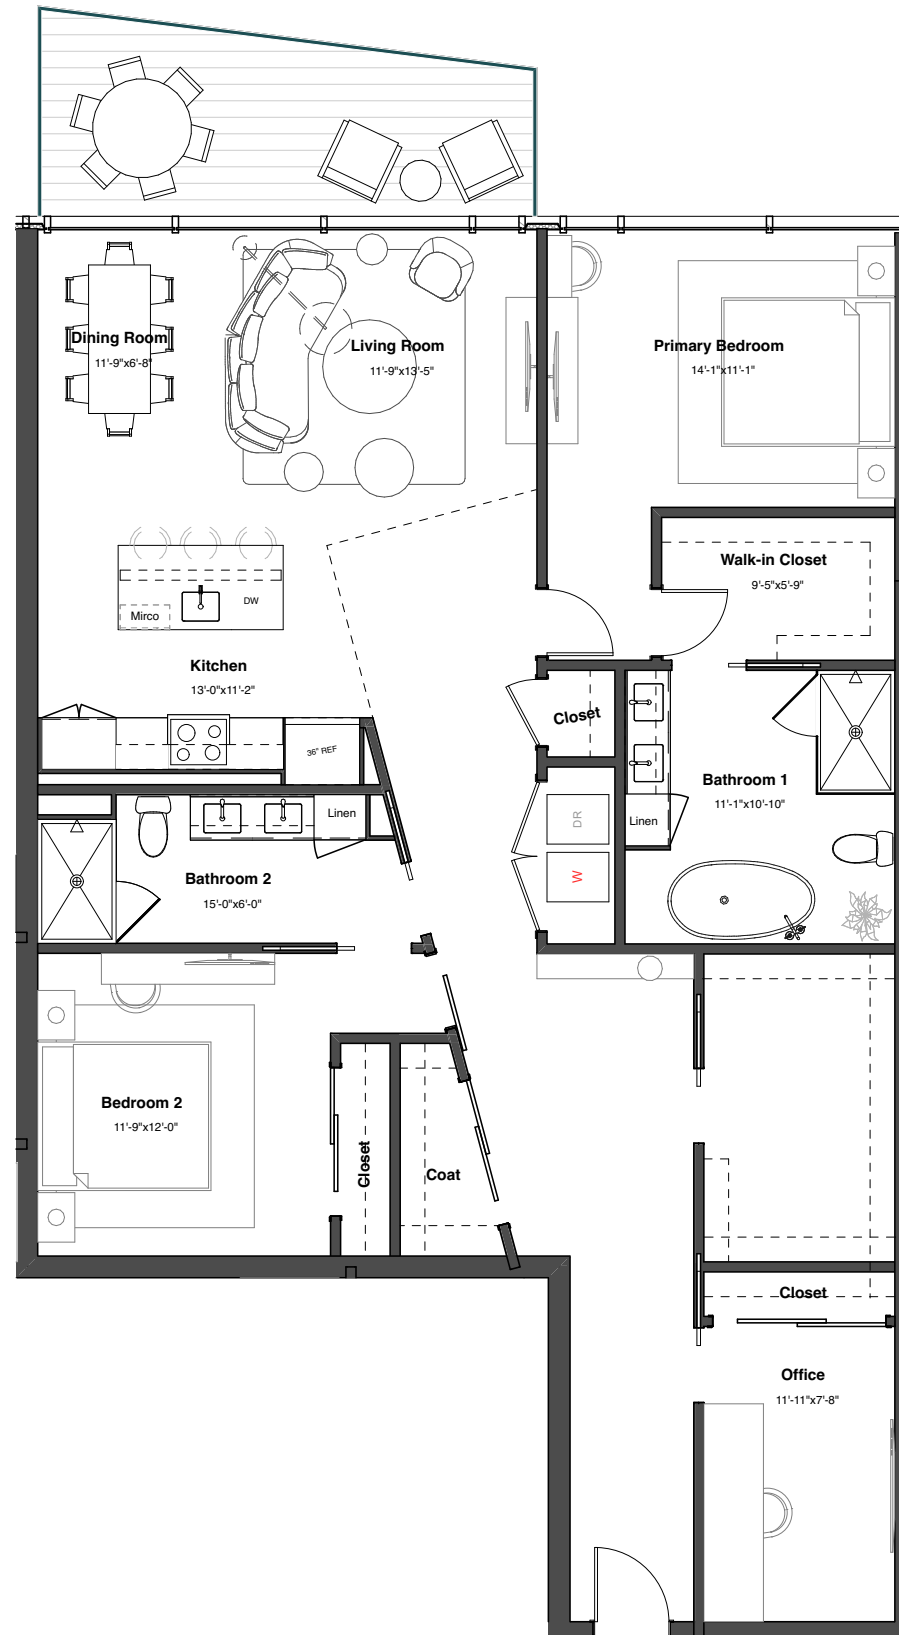 Dining Room
11'-9"x6'-8"
Living Room
11'-9"x13'-5"
Primary Bedroom
14'-1"x11'-1"
Walk-in Closet
9'-5"x5'-9"
DW
Mirco
Kitchen
13'-0"x11'-2"
36" REF
Closet
Bathroom 1
11'-1"x10'-10"
DR
Linen
Linen
W
Bathroom 2
15'-0"x6'-0"
Bedroom 2
11'-9"x12'-0"
Closet
Coat
Closet
Office
11'-11"x7'-8"